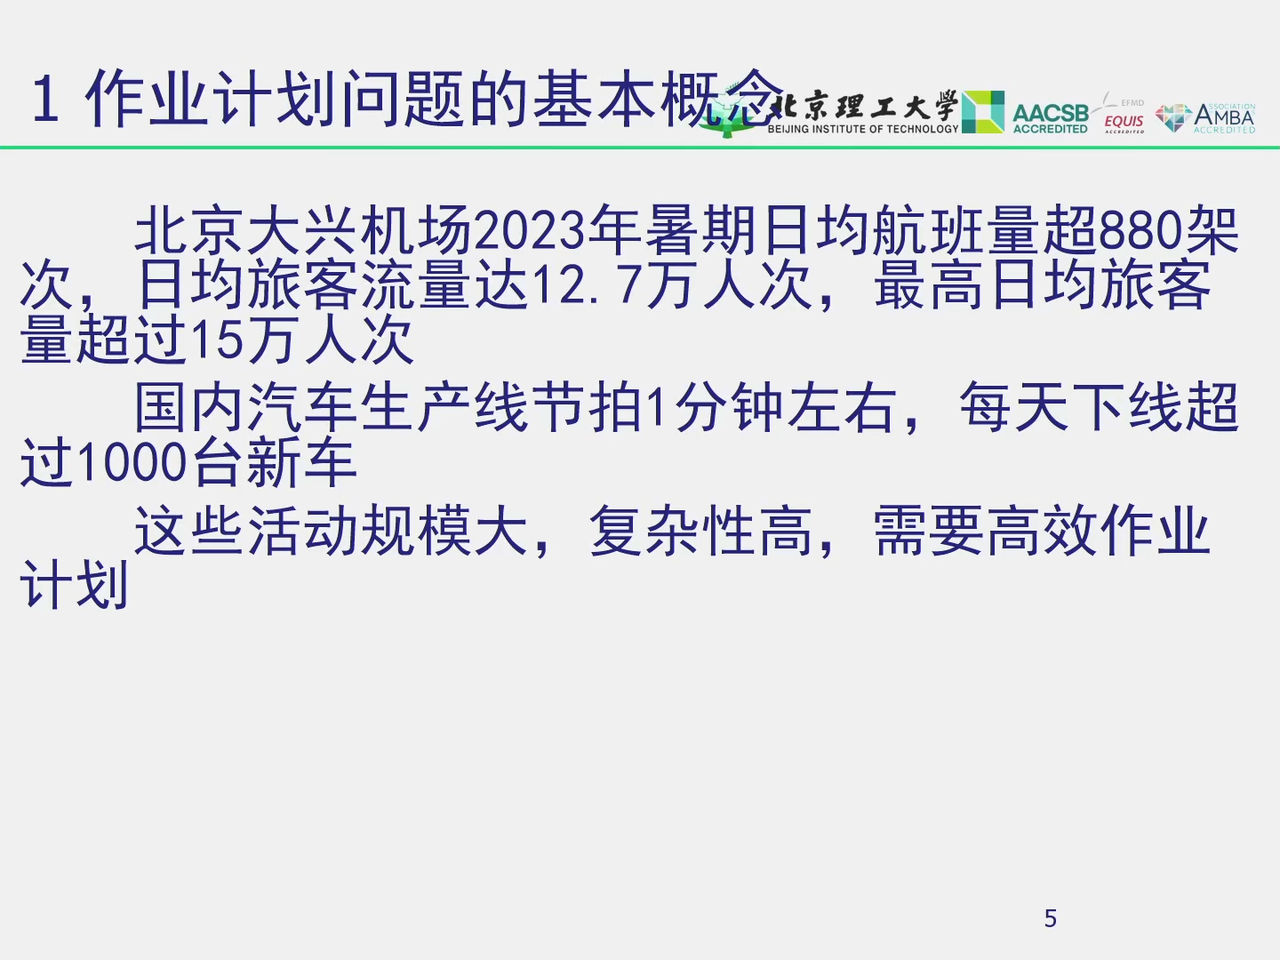 1 作业计划问题的基本概念
北京理工大学
BEIJING INSTITUTE OF TECHNOLOGY
AACSB
ACCREDITED
EFMD
EQUIS
ACCREDITED
ASSOCIATION
AMBA
ACCREDITED
北京大兴机场2023年暑期日均航班量超880架
次，日均旅客流量达12.7万人次，最高日均旅客
量超过15万人次
国内汽车生产线节拍1分钟左右，每天下线超
过1000台新车
这些活动规模大，复杂性高，需要高效作业
计划
5